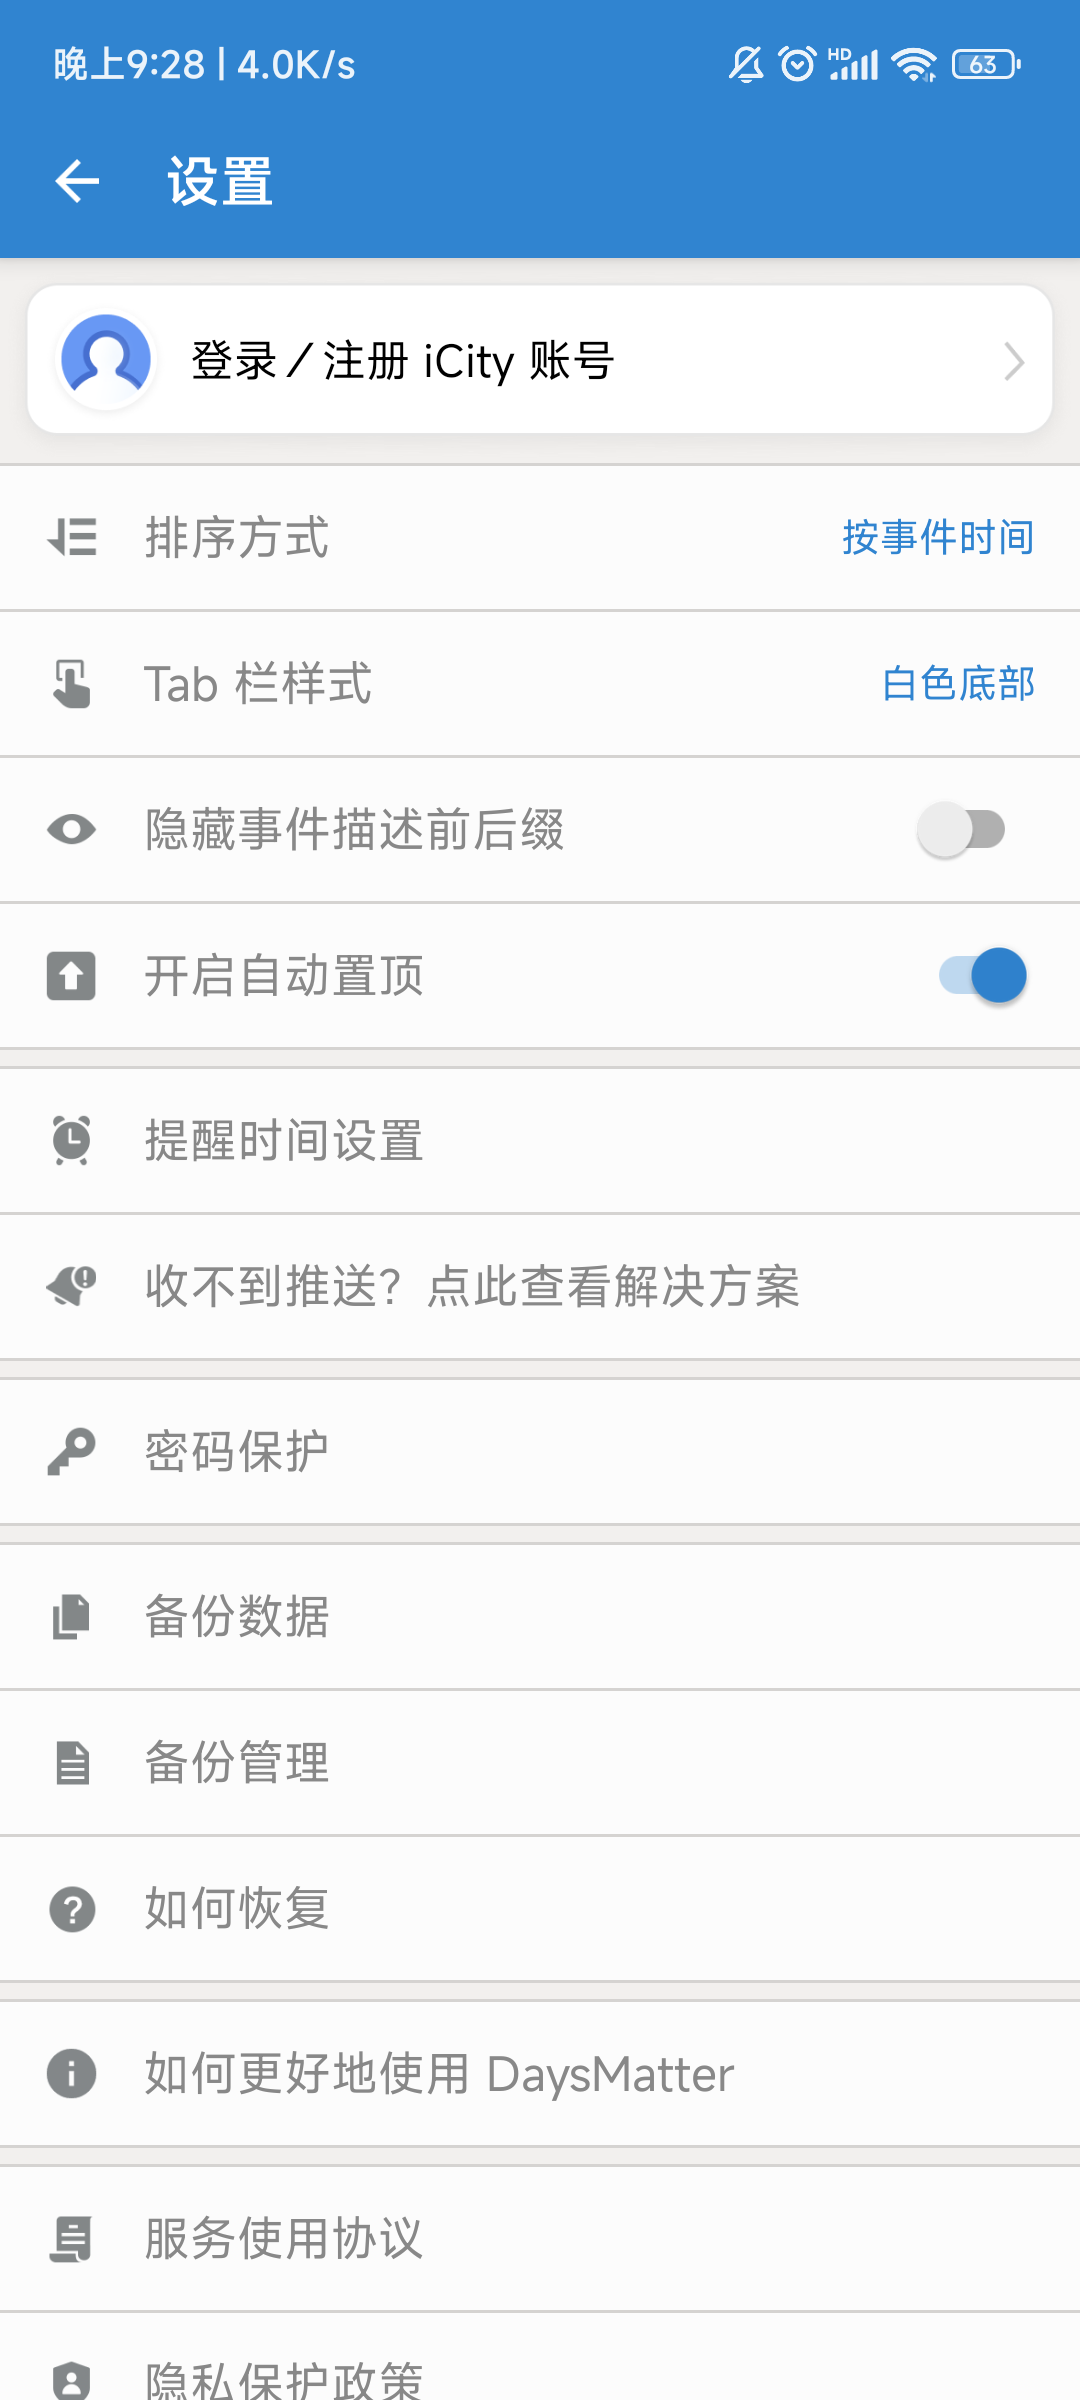 晚上9:28 | 4.0K/s
HD
63
设置
登录／注册 iCity 账号
排序方式
按事件时间
Tab 栏样式
白色底部
隐藏事件描述前后缀
开启自动置顶
提醒时间设置
收不到推送？点此查看解决方案
密码保护
备份数据
备份管理
如何恢复
如何更好地使用 DaysMatter
服务使用协议
隐私保护政策